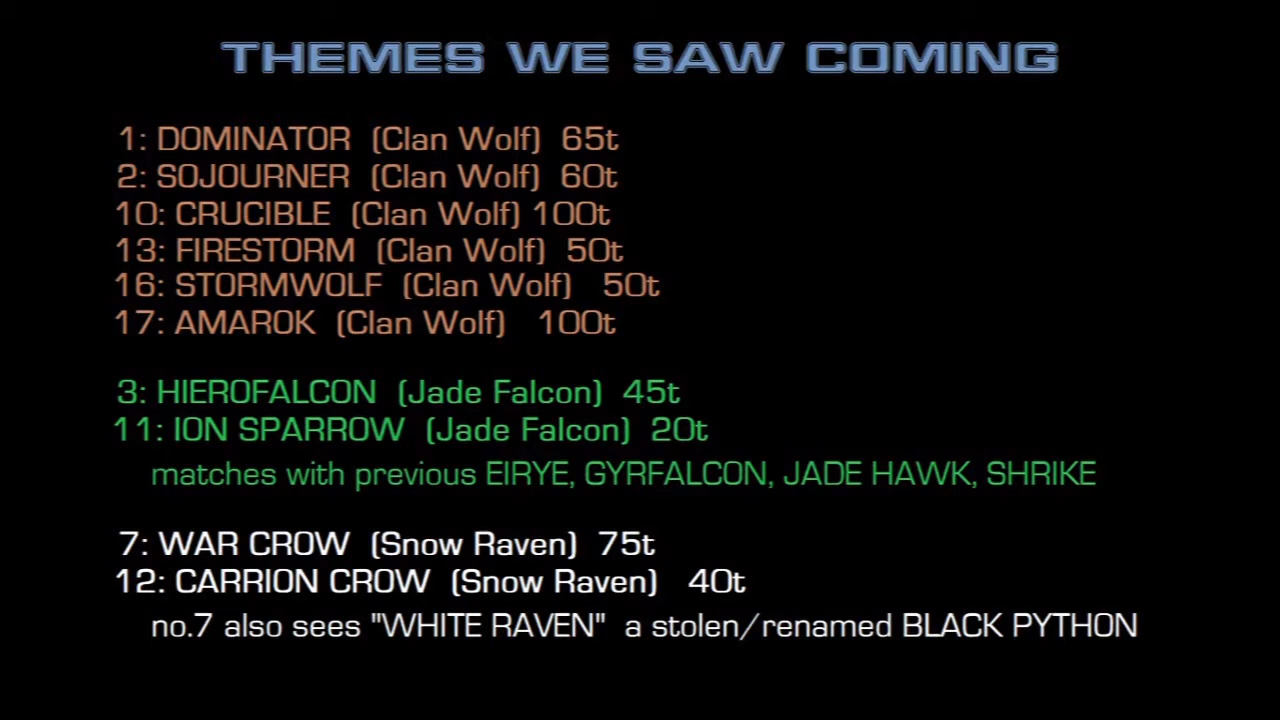 THEMES WE SAW COMING
1: DOMINATOR (Clan Wolf) 65t
2: SOJOURNER (Clan Wolf) 60t
10: CRUCIBLE (Clan Wolf) 100t
13: FIRESTORM (Clan Wolf) 50t
16: STORMWOLF (Clan Wolf) 50t
17: AMAROK (Clan Wolf) 100t
3: HIEROFALCON (Jade Falcon) 45t
11: ION SPARROW (Jade Falcon) 20t
matches with previous EIRYE, GYRFALCON, JADE HAWK, SHRIKE
7: WAR CROW (Snow Raven) 75t
12: CARRION CROW (Snow Raven) 40t
no.7 also sees "WHITE RAVEN" a stolen/renamed BLACK PYTHON